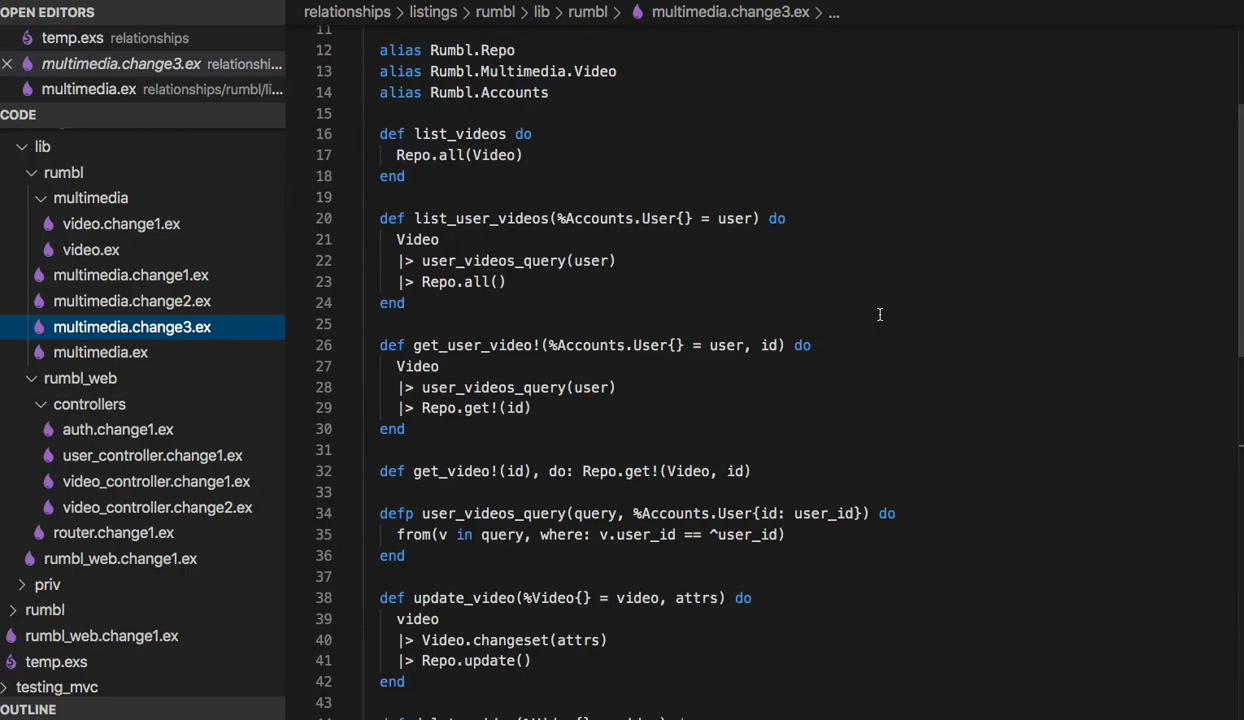 OPEN EDITORS
temp.exs relationships
multimedia.change3.ex relationshi...
multimedia.ex relationships/rumbl/li...
CODE
lib
rumbl
multimedia
video.change1.ex
video.ex
multimedia.change1.ex
multimedia.change2.ex
multimedia.change3.ex
multimedia.ex
rumbl_web
controllers
auth.change1.ex
user_controller.change1.ex
video_controller.change1.ex
video_controller.change2.ex
router.change1.ex
rumbl_web.change1.ex
priv
rumbl
rumbl_web.change1.ex
temp.exs
testing_mvc
OUTLINE
relationships > listings > rumbl > lib > rumbl > multimedia.change3.ex > ...
11
12 alias Rumbl.Repo
13 alias Rumbl.Multimedia.Video
14 alias Rumbl.Accounts
15
16 def list_videos do
17 Repo.all(Video)
18 end
19
20 def list_user_videos(%Accounts.User{} = user) do
21 Video
22 |> user_videos_query(user)
23 |> Repo.all()
24 end
25
26 def get_user_video!(%Accounts.User{} = user, id) do
27 Video
28 |> user_videos_query(user)
29 |> Repo.get!(id)
30 end
31
32 def get_video!(id), do: Repo.get!(Video, id)
33
34 defp user_videos_query(query, %Accounts.User{id: user_id}) do
35 from(v in query, where: v.user_id == ^user_id)
36 end
37
38 def update_video(%Video{} = video, attrs) do
39 video
40 |> Video.changeset(attrs)
41 |> Repo.update()
42 end
43